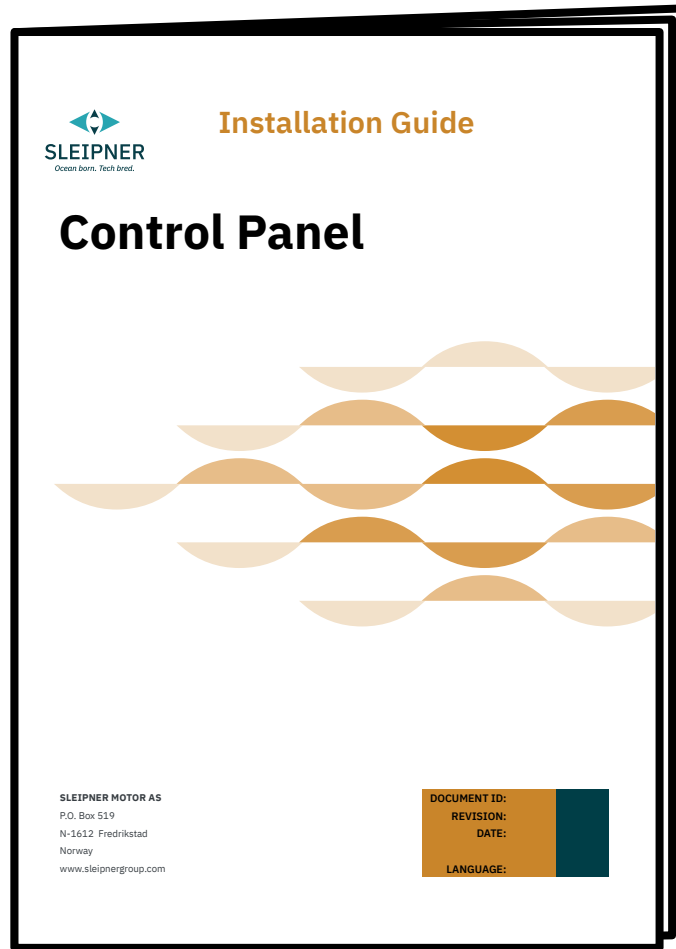 Installation Guide
SLEIPNER
Ocean born. Tech bred.
Control Panel
SLEIPNER MOTOR AS
P.O. Box 519
N-1612 Fredrikstad
Norway
www.sleipnergroup.com
DOCUMENT ID:
REVISION:
DATE:
LANGUAGE: